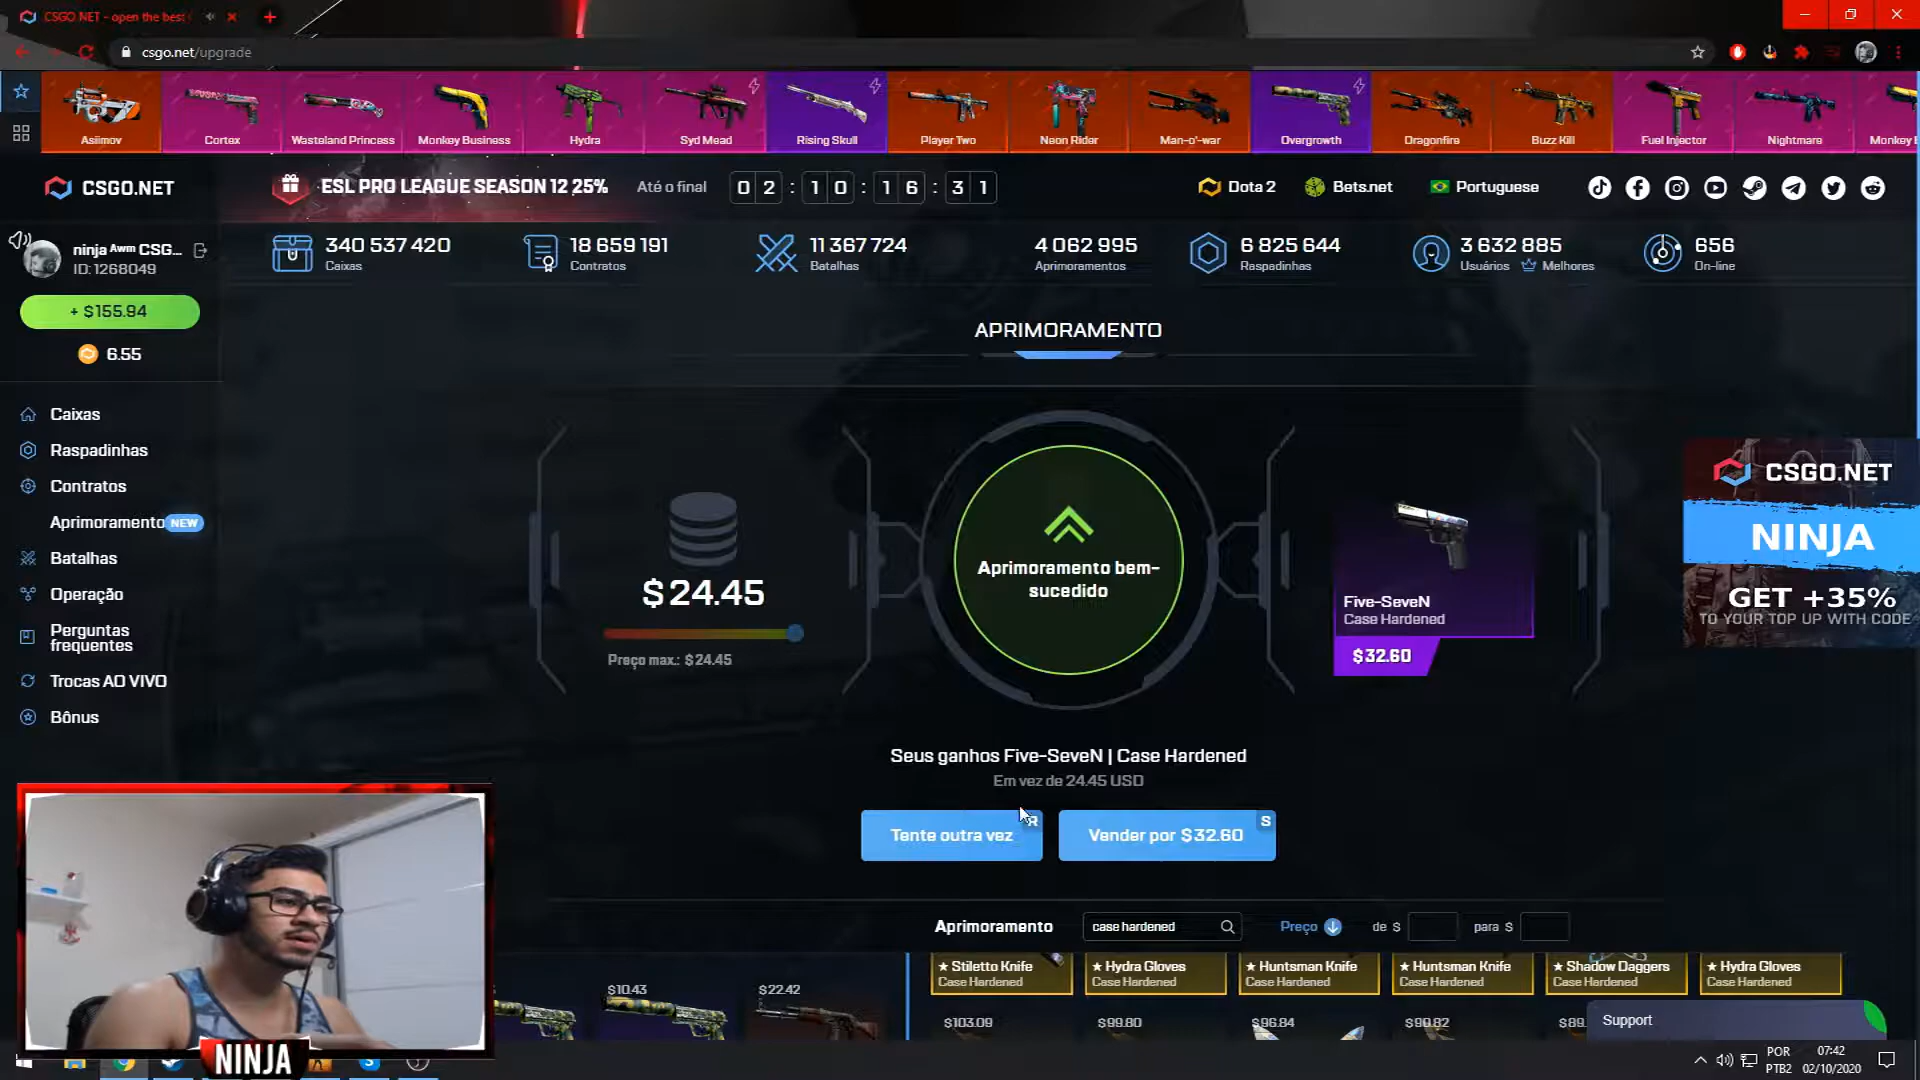 CSGO.NET - open the best
csgo.net/upgrade
Asiimov
Cortex
Wasteland Princess
Monkey Business
Hydra
Syd Mead
Rising Skull
Player Two
Neon Rider
Man-o'-war
Overgrowth
Dragonfire
Buzz Kill
Fuel Injector
Nightmare
Monkey
CSGO.NET
ESL PRO LEAGUE SEASON 12 25%
Até o final
02:10:16:31
Dota 2
Bets.net
Portuguese
ninja Awm CSG...
ID:1268049
340 537 420
Caixas
18 659 191
Contratos
11 367 724
Batalhas
4 062 995
Aprimoramentos
6 825 644
Raspadinhas
3 632 885
Usuários Melhores
656
On-line
+ $155.94
6.55
Caixas
Raspadinhas
Contratos
Aprimoramento NEW
Batalhas
Operação
Perguntas
frequentes
Trocas AO VIVO
Bônus
APRIMORAMENTO
$24.45
Preço max.: $24.45
Aprimoramento bem-
sucedido
Five-SeveN
Case Hardened
$32.60
CSGO.NET
NINJA
GET +35%
TO YOUR TOP UP WITH CODE
Seus ganhos Five-SeveN | Case Hardened
Em vez de 24.45 USD
Tente outra vez R
Vender por $32.60 S
Aprimoramento
case hardened
Preço
de $
para $
★ Stiletto Knife
Case Hardened
★ Hydra Gloves
Case Hardened
★ Huntsman Knife
Case Hardened
★ Huntsman Knife
Case Hardened
★ Shadow Daggers
Case Hardened
★ Hydra Gloves
Case Hardened
$10.43
$22.42
$103.09
$99.80
$96.84
$90.82
$89
Support
NINJA
POR
PTB2
07:42
02/10/2020